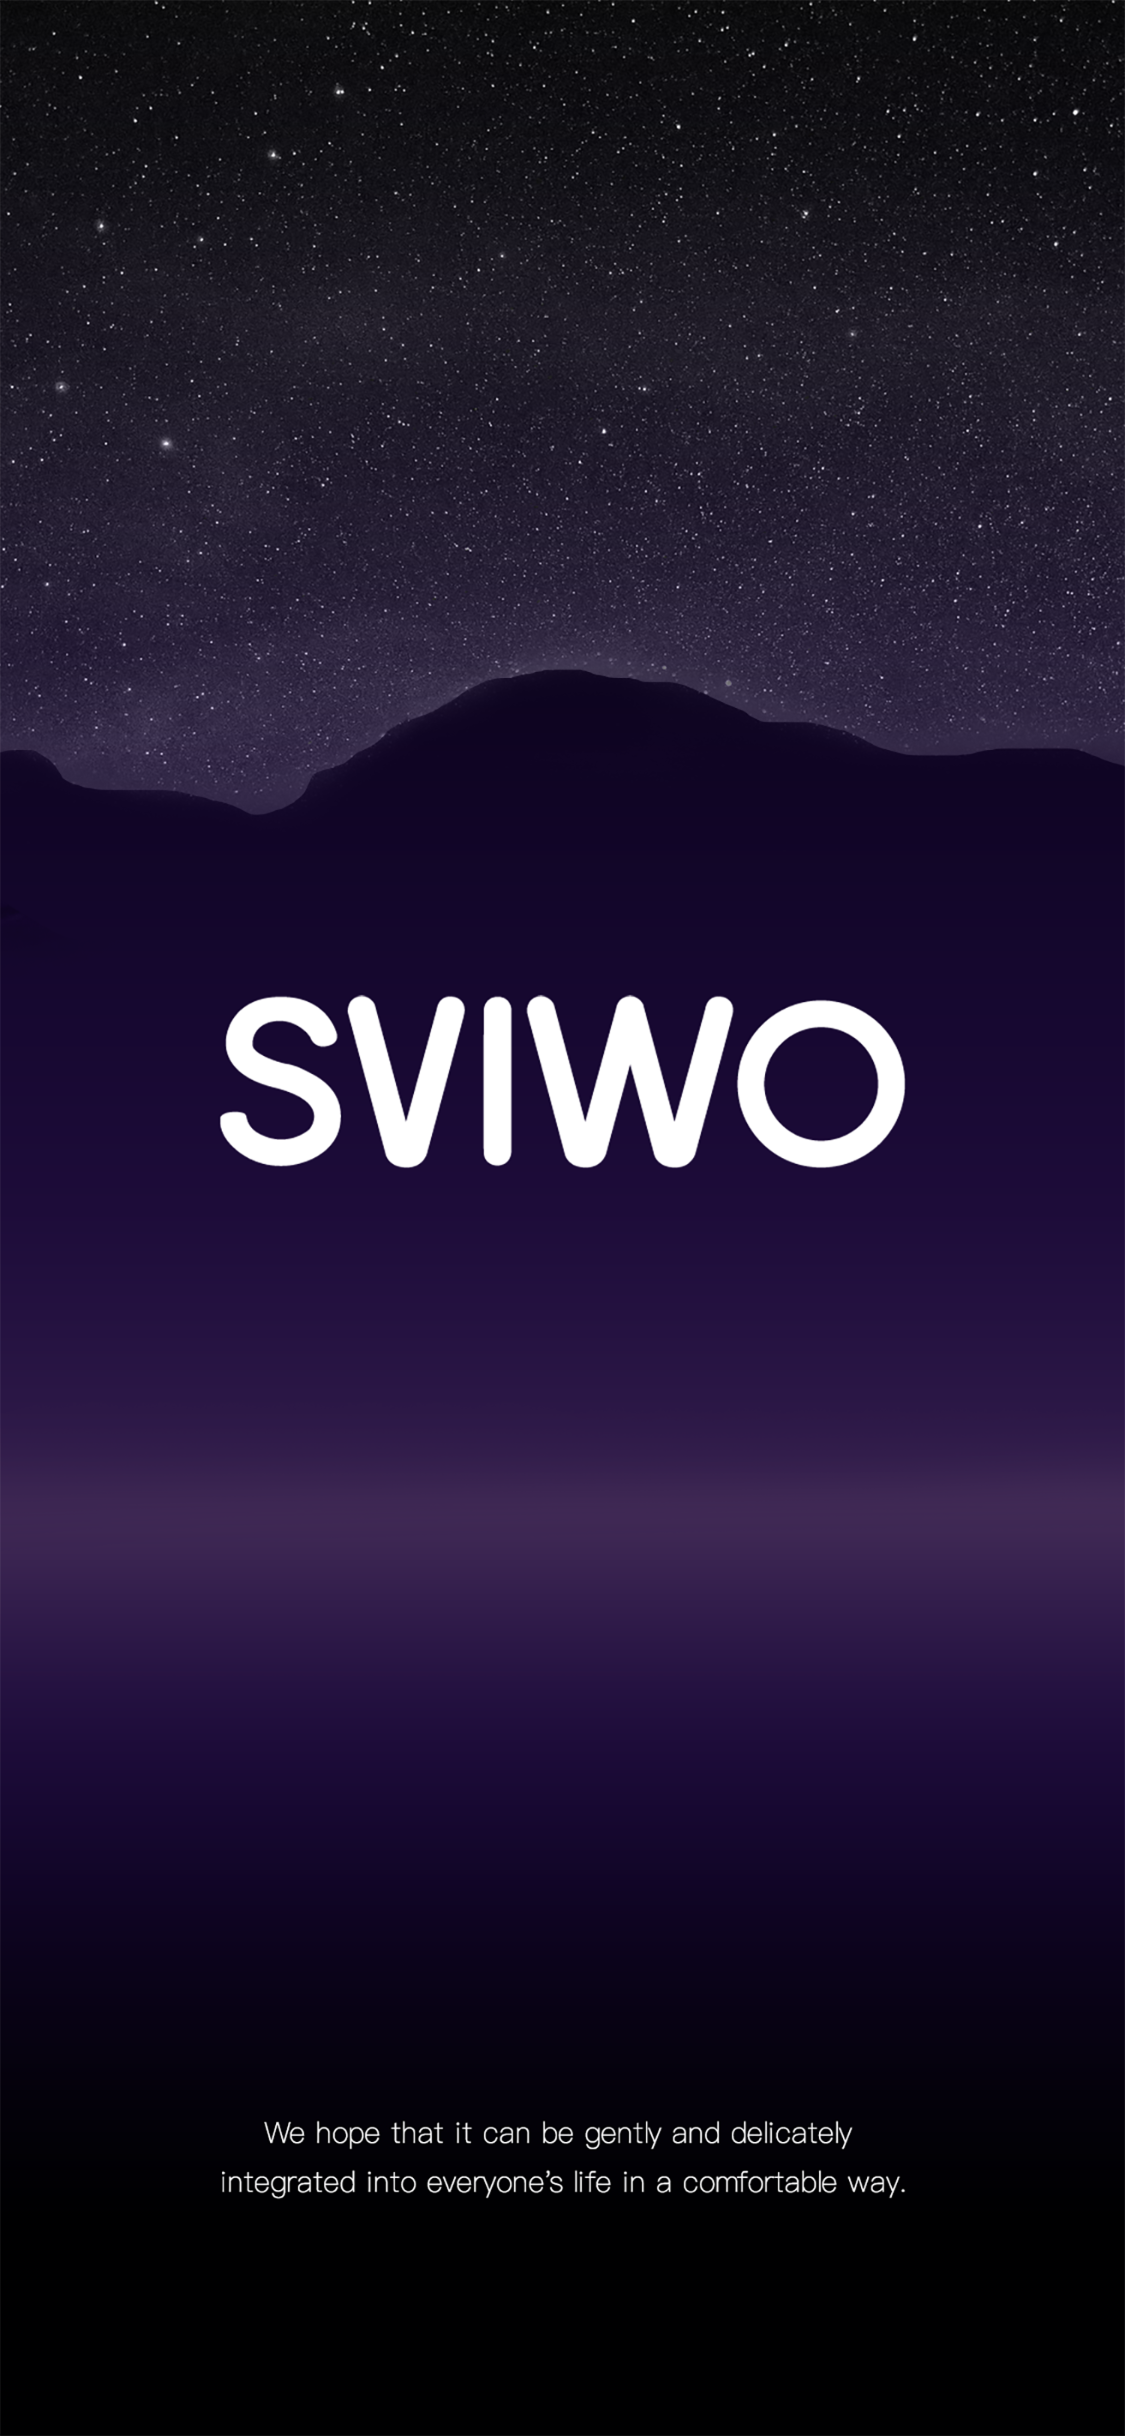 SVIWO
We hope that it can be gently and delicately
integrated into everyone’s life in a comfortable way.